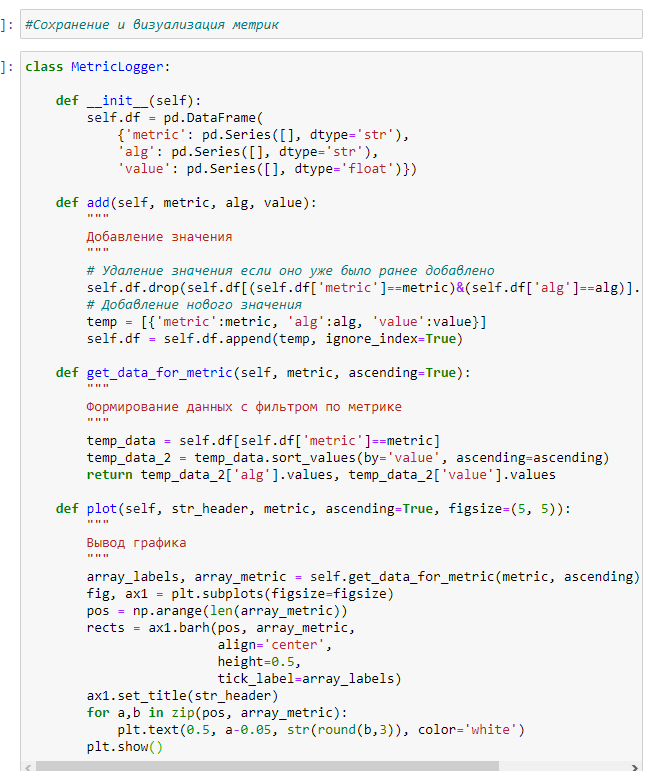 ]: #Сохранение и визуализация метрик
]: class MetricLogger:
    def __init__(self):
        self.df = pd.DataFrame(
            {'metric': pd.Series([], dtype='str'),
            'alg': pd.Series([], dtype='str'),
            'value': pd.Series([], dtype='float')})
    def add(self, metric, alg, value):
        """
        Добавление значения
        """
        # Удаление значения если оно уже было ранее добавлено
        self.df.drop(self.df[(self.df['metric']==metric)&(self.df['alg']==alg)].
        # Добавление нового значения
        temp = [{'metric':metric, 'alg':alg, 'value':value}]
        self.df = self.df.append(temp, ignore_index=True)
    def get_data_for_metric(self, metric, ascending=True):
        """
        Формирование данных с фильтром по метрике
        """
        temp_data = self.df[self.df['metric']==metric]
        temp_data_2 = temp_data.sort_values(by='value', ascending=ascending)
        return temp_data_2['alg'].values, temp_data_2['value'].values
    def plot(self, str_header, metric, ascending=True, figsize=(5, 5)):
        """
        Вывод графика
        """
        array_labels, array_metric = self.get_data_for_metric(metric, ascending)
        fig, ax1 = plt.subplots(figsize=figsize)
        pos = np.arange(len(array_metric))
        rects = ax1.barh(pos, array_metric,
                         align='center',
                         height=0.5,
                         tick_label=array_labels)
        ax1.set_title(str_header)
        for a,b in zip(pos, array_metric):
            plt.text(0.5, a-0.05, str(round(b,3)), color='white')
        plt.show()